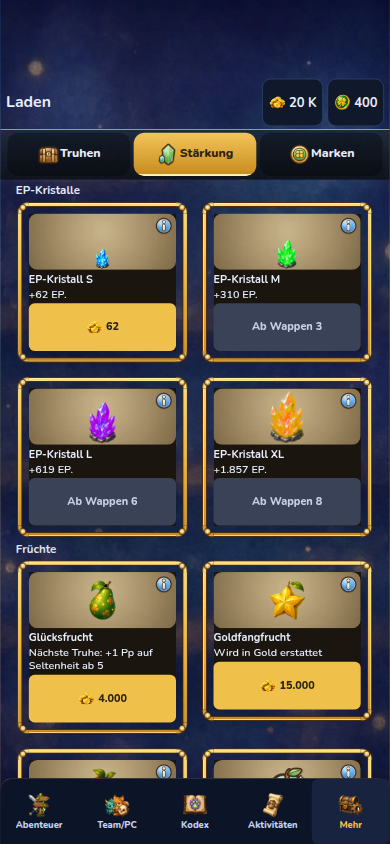 Laden
20 K
400
Truhen
Stärkung
Marken
EP-Kristalle
EP-Kristall S
+62 EP.
62
EP-Kristall M
+310 EP.
Ab Wappen 3
EP-Kristall L
+619 EP.
Ab Wappen 6
EP-Kristall XL
+1.857 EP.
Ab Wappen 8
Früchte
Glücksfrucht
Nächste Truhe: +1 Pp auf
Seltenheit ab 5
4.000
Goldfangfrucht
Wird in Gold erstattet
15.000
Abenteuer
Team/PC
Kodex
Aktivitäten
Mehr